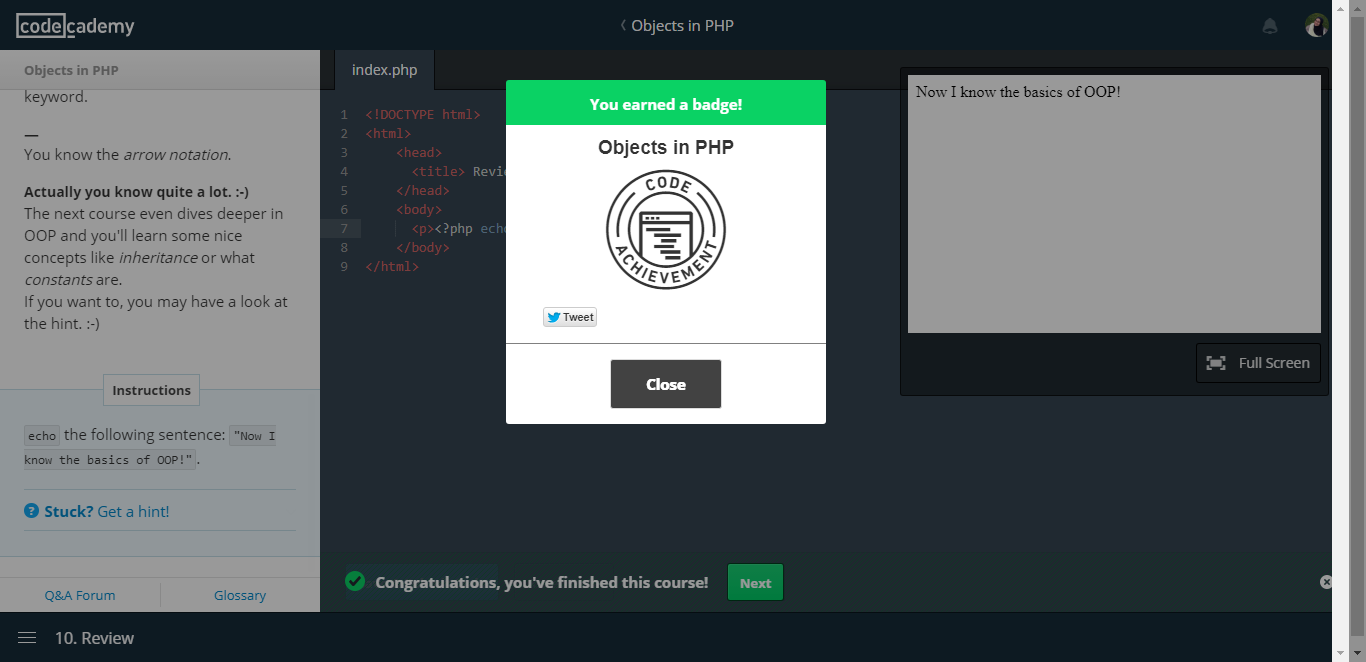 codecademy
Objects in PHP
Objects in PHP
keyword.
—
You know the arrow notation.
Actually you know quite a lot. :-)
The next course even dives deeper in
OOP and you'll learn some nice
concepts like inheritance or what
constants are.
If you want to, you may have a look at
the hint. :-)
Instructions
echo the following sentence: "Now I
know the basics of OOP!".
? Stuck? Get a hint!
Q&A Forum Glossary
10. Review
index.php
1 <!DOCTYPE html>
2 <html>
3 <head>
4 <title> Revi
5 </head>
6 <body>
7 <p><?php echo
8 </body>
9 </html>
You earned a badge!
Objects in PHP
CODE
ACHIEVEMENT
Tweet
Close
Now I know the basics of OOP!
Full Screen
Congratulations, you've finished this course! Next